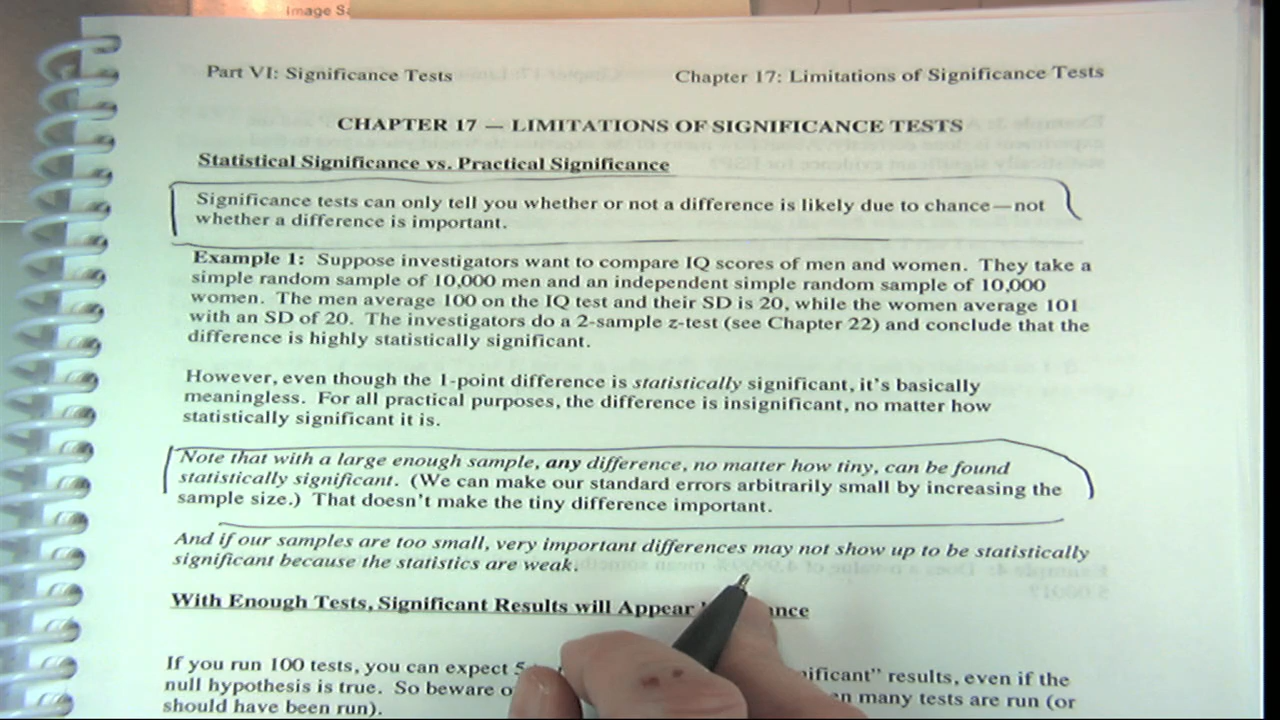 Image
Part VI: Significance Tests
Chapter 17: Limitations of Significance Tests
CHAPTER 17 — LIMITATIONS OF SIGNIFICANCE TESTS
Statistical Significance vs. Practical Significance
Significance tests can only tell you whether or not a difference is likely due to chance—not
whether a difference is important.
Example 1: Suppose investigators want to compare IQ scores of men and women. They take a
simple random sample of 10,000 men and an independent simple random sample of 10,000
women. The men average 100 on the IQ test and their SD is 20, while the women average 101
with an SD of 20. The investigators do a 2-sample z-test (see Chapter 22) and conclude that the
difference is highly statistically significant.
However, even though the 1-point difference is statistically significant, it's basically
meaningless. For all practical purposes, the difference is insignificant, no matter how
statistically significant it is.
Note that with a large enough sample, any difference, no matter how tiny, can be found
statistically significant. (We can make our standard errors arbitrarily small by increasing the
sample size.) That doesn't make the tiny difference important.
And if our samples are too small, very important differences may not show up to be statistically
significant because the statistics are weak.
With Enough Tests, Significant Results will Appear
If you run 100 tests, you can expect 5 results, even if the
null hypothesis is true. So beware many tests are run (or
should have been run).